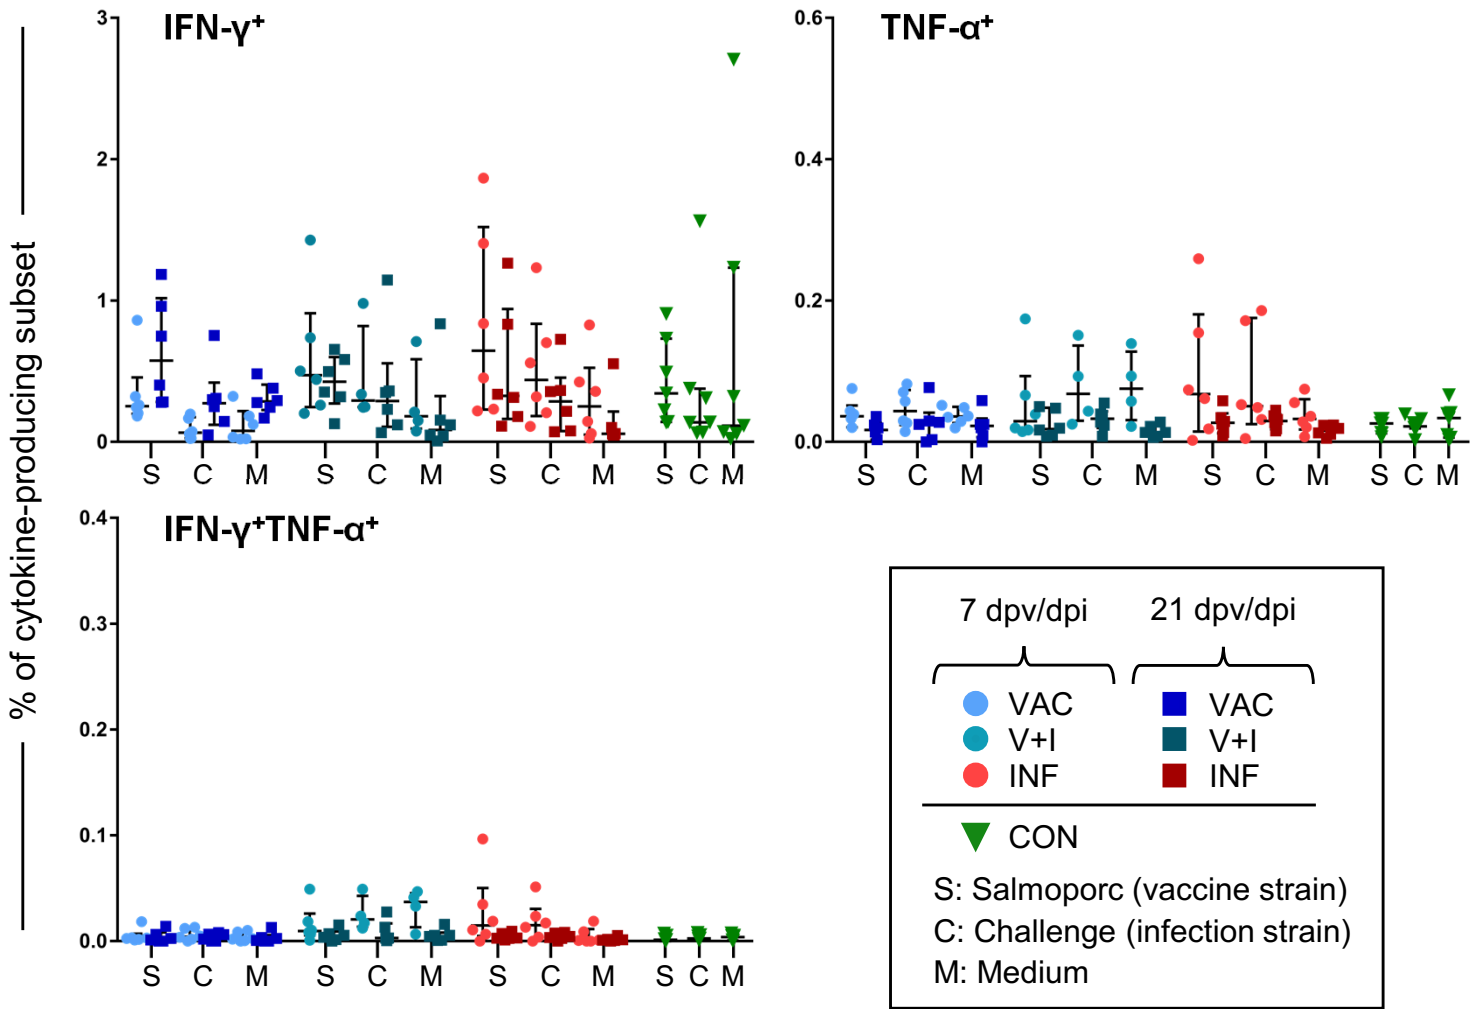 % of cytokine-producing subset
IFN-γ⁺
3
2
1
0
S C M S C M S C M S C M
TNF-α⁺
0.6
0.4
0.2
0.0
S C M S C M S C M S C M
IFN-γ⁺TNF-α⁺
0.4
0.3
0.2
0.1
0.0
S C M S C M S C M S C M
7 dpv/dpi 21 dpv/dpi
VAC VAC
V+I V+I
INF INF
CON
S: Salmoporc (vaccine strain)
C: Challenge (infection strain)
M: Medium